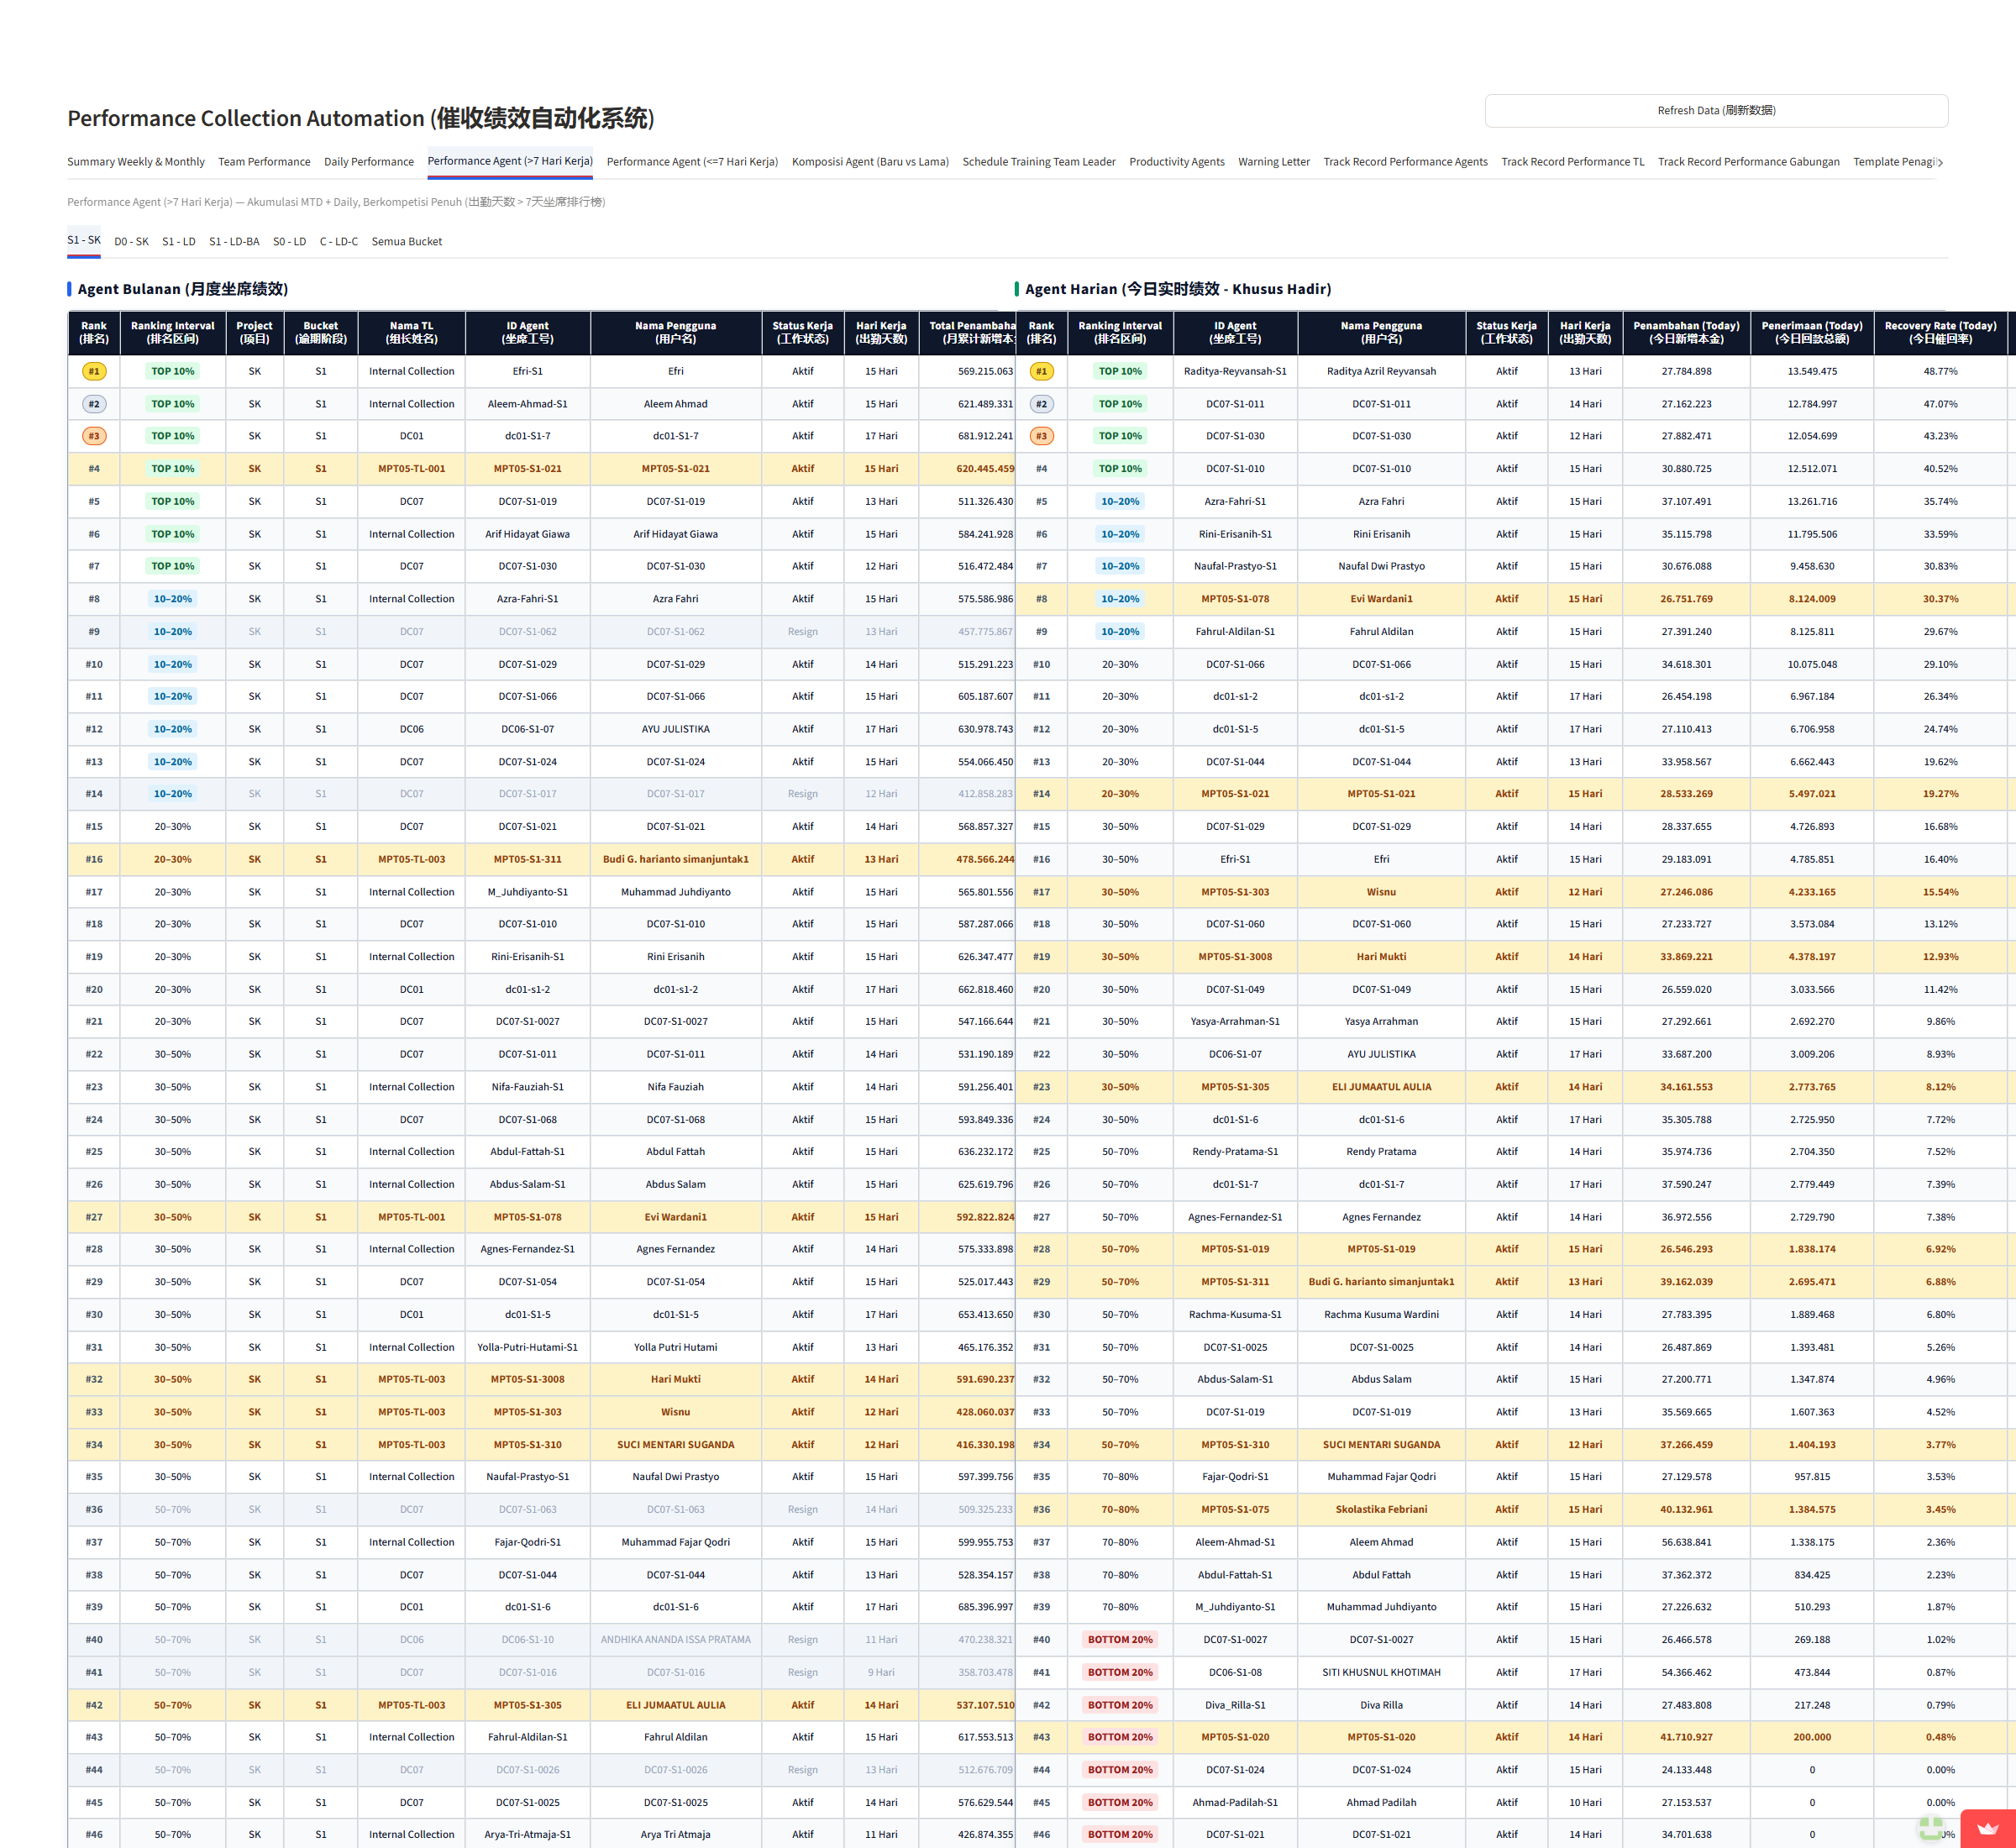 Performance Collection Automation (催收绩效自动化系统)
Refresh Data (刷新数据)
Summary Weekly & Monthly Team Performance Daily Performance Performance Agent (>7 Hari Kerja) Performance Agent (<=7 Hari Kerja) Komposisi Agent (Baru vs Lama) Schedule Training Team Leader Productivity Agents Warning Letter Track Record Performance Agents Track Record Performance TL Track Record Performance Gabungan Template Penagi
Performance Agent (>7 Hari Kerja) — Akumulasi MTD + Daily, Berkompetisi Penuh (出勤天数 > 7天坐席排行榜)
S1 - SK D0 - SK S1 - LD S1 - LD-BA S0 - LD C - LD-C Semua Bucket
Agent Bulanan (月度坐席绩效)
Rank Ranking Interval Project Bucket Nama TL ID Agent Nama Pengguna Status Kerja Hari Kerja Total Penambaha
(排名) (排名区间) (项目) (逾期阶段) (组长姓名) (坐席工号) (用户名) (工作状态) (出勤天数) (月累计新增本
#1 TOP 10% SK S1 Internal Collection Efri-S1 Efri Aktif 15 Hari 569.215.063
#2 TOP 10% SK S1 Internal Collection Aleem-Ahmad-S1 Aleem Ahmad Aktif 15 Hari 621.489.331
#3 TOP 10% SK S1 DC01 dc01-s1-7 dc01-s1-7 Aktif 17 Hari 681.912.241
#4 TOP 10% SK S1 MPT05-TL-001 MPT05-S1-021 MPT05-S1-021 Aktif 15 Hari 620.445.459
#5 TOP 10% SK S1 DC07 DC07-S1-019 DC07-S1-019 Aktif 13 Hari 511.326.430
#6 TOP 10% SK S1 Internal Collection Arif Hidayat Giawa Arif Hidayat Giawa Aktif 15 Hari 584.241.928
#7 TOP 10% SK S1 DC07 DC07-S1-030 DC07-S1-030 Aktif 12 Hari 516.472.484
#8 10–20% SK S1 Internal Collection Azra-Fahri-S1 Azra Fahri Aktif 15 Hari 575.586.986
#9 10–20% SK S1 DC07 DC07-S1-062 DC07-S1-062 Resign 13 Hari 457.775.867
#10 10–20% SK S1 DC07 DC07-S1-029 DC07-S1-029 Aktif 14 Hari 515.291.223
#11 10–20% SK S1 DC07 DC07-S1-066 DC07-S1-066 Aktif 15 Hari 605.187.607
#12 10–20% SK S1 DC06 DC06-S1-07 AYU JULISTIKA Aktif 17 Hari 630.978.743
#13 10–20% SK S1 DC07 DC07-S1-024 DC07-S1-024 Aktif 15 Hari 554.066.450
#14 10–20% SK S1 DC07 DC07-S1-017 DC07-S1-017 Resign 12 Hari 412.858.283
#15 20–30% SK S1 DC07 DC07-S1-021 DC07-S1-021 Aktif 14 Hari 568.857.327
#16 20–30% SK S1 MPT05-TL-003 MPT05-S1-311 Budi G. harianto simanjuntak1 Aktif 13 Hari 478.566.244
#17 20–30% SK S1 Internal Collection M_Juhdiyanto-S1 Muhammad Juhdiyanto Aktif 15 Hari 565.801.556
#18 20–30% SK S1 DC07 DC07-S1-010 DC07-S1-010 Aktif 15 Hari 587.287.066
#19 20–30% SK S1 Internal Collection Rini-Erisanih-S1 Rini Erisanih Aktif 15 Hari 626.347.477
#20 20–30% SK S1 DC01 dc01-s1-2 dc01-s1-2 Aktif 17 Hari 662.818.460
#21 20–30% SK S1 DC07 DC07-S1-0027 DC07-S1-0027 Aktif 15 Hari 547.166.644
#22 30–50% SK S1 DC07 DC07-S1-011 DC07-S1-011 Aktif 14 Hari 531.190.189
#23 30–50% SK S1 Internal Collection Nifa-Fauziah-S1 Nifa Fauziah Aktif 14 Hari 591.256.401
#24 30–50% SK S1 DC07 DC07-S1-068 DC07-S1-068 Aktif 15 Hari 593.849.336
#25 30–50% SK S1 Internal Collection Abdul-Fattah-S1 Abdul Fattah Aktif 15 Hari 636.232.172
#26 30–50% SK S1 Internal Collection Abdus-Salam-S1 Abdus Salam Aktif 15 Hari 625.619.796
#27 30–50% SK S1 MPT05-TL-001 MPT05-S1-078 Evi Wardani1 Aktif 15 Hari 592.822.824
#28 30–50% SK S1 Internal Collection Agnes-Fernandez-S1 Agnes Fernandez Aktif 14 Hari 575.333.898
#29 30–50% SK S1 DC07 DC07-S1-054 DC07-S1-054 Aktif 15 Hari 525.017.443
#30 30–50% SK S1 DC01 dc01-s1-5 dc01-s1-5 Aktif 17 Hari 653.413.650
#31 30–50% SK S1 Internal Collection Yolla-Putri-Hutami-S1 Yolla Putri Hutami Aktif 13 Hari 465.176.352
#32 30–50% SK S1 MPT05-TL-003 MPT05-S1-3008 Hari Mukti Aktif 14 Hari 591.690.237
#33 30–50% SK S1 MPT05-TL-003 MPT05-S1-303 Wisnu Aktif 12 Hari 428.060.037
#34 30–50% SK S1 MPT05-TL-003 MPT05-S1-310 SUCI MENTARI SUGANDA Aktif 12 Hari 416.330.198
#35 30–50% SK S1 Internal Collection Naufal-Prastyo-S1 Naufal Dwi Prastyo Aktif 15 Hari 597.399.756
#36 50–70% SK S1 DC07 DC07-S1-063 DC07-S1-063 Resign 14 Hari 509.325.233
#37 50–70% SK S1 Internal Collection Fajar-Qodri-S1 Muhammad Fajar Qodri Aktif 15 Hari 599.955.753
#38 50–70% SK S1 DC07 DC07-S1-044 DC07-S1-044 Aktif 13 Hari 528.354.157
#39 50–70% SK S1 DC01 dc01-s1-6 dc01-s1-6 Aktif 17 Hari 685.396.997
#40 50–70% SK S1 DC06 DC06-S1-10 ANDHIKA ANANDA ISSA PRATAMA Resign 11 Hari 470.238.321
#41 50–70% SK S1 DC07 DC07-S1-016 DC07-S1-016 Resign 9 Hari 358.703.478
#42 50–70% SK S1 MPT05-TL-003 MPT05-S1-305 ELI JUMAATUL AULIA Aktif 14 Hari 537.107.510
#43 50–70% SK S1 Internal Collection Fahrul-Aldilan-S1 Fahrul Aldilan Aktif 15 Hari 617.553.513
#44 50–70% SK S1 DC07 DC07-S1-0026 DC07-S1-0026 Resign 13 Hari 512.676.709
#45 50–70% SK S1 DC07 DC07-S1-0025 DC07-S1-0025 Aktif 14 Hari 576.629.544
#46 50–70% SK S1 Internal Collection Arya-Tri-Atmaja-S1 Arya Tri Atmaja Aktif 11 Hari 426.874.355
Agent Harian (今日实时绩效 - Khusus Hadir)
Rank Ranking Interval ID Agent Nama Pengguna Status Kerja Hari Kerja Penambahan (Today) Penerimaan (Today) Recovery Rate (Today)
(排名) (排名区间) (坐席工号) (用户名) (工作状态) (出勤天数) (今日新增本金) (今日回款总额) (今日催回率)
#1 TOP 10% Raditya-Reyvansah-S1 Raditya Azril Reyvansah Aktif 13 Hari 27.784.898 13.549.475 48.77%
#2 TOP 10% DC07-S1-011 DC07-S1-011 Aktif 14 Hari 27.162.223 12.784.997 47.07%
#3 TOP 10% DC07-S1-030 DC07-S1-030 Aktif 12 Hari 27.882.471 12.054.699 43.23%
#4 TOP 10% DC07-S1-010 DC07-S1-010 Aktif 15 Hari 30.880.725 12.512.071 40.52%
#5 10–20% Azra-Fahri-S1 Azra Fahri Aktif 15 Hari 37.107.491 13.261.716 35.74%
#6 10–20% Rini-Erisanih-S1 Rini Erisanih Aktif 15 Hari 35.115.798 11.795.506 33.59%
#7 10–20% Naufal-Prastyo-S1 Naufal Dwi Prastyo Aktif 15 Hari 30.676.088 9.458.630 30.83%
#8 10–20% MPT05-S1-078 Evi Wardani1 Aktif 15 Hari 26.751.769 8.124.009 30.37%
#9 10–20% Fahrul-Aldilan-S1 Fahrul Aldilan Aktif 15 Hari 27.391.240 8.125.811 29.67%
#10 20–30% DC07-S1-066 DC07-S1-066 Aktif 15 Hari 34.618.301 10.075.048 29.10%
#11 20–30% dc01-s1-2 dc01-s1-2 Aktif 17 Hari 26.454.198 6.967.184 26.34%
#12 20–30% dc01-s1-5 dc01-s1-5 Aktif 17 Hari 27.110.413 6.706.958 24.74%
#13 20–30% DC07-S1-044 DC07-S1-044 Aktif 13 Hari 33.958.567 6.662.443 19.62%
#14 20–30% MPT05-S1-021 MPT05-S1-021 Aktif 15 Hari 28.533.269 5.497.021 19.27%
#15 30–50% DC07-S1-029 DC07-S1-029 Aktif 14 Hari 28.337.655 4.726.893 16.68%
#16 30–50% Efri-S1 Efri Aktif 15 Hari 29.183.091 4.785.851 16.40%
#17 30–50% MPT05-S1-303 Wisnu Aktif 12 Hari 27.246.086 4.233.165 15.54%
#18 30–50% DC07-S1-060 DC07-S1-060 Aktif 15 Hari 27.233.727 3.573.084 13.12%
#19 30–50% MPT05-S1-3008 Hari Mukti Aktif 14 Hari 33.869.221 4.378.197 12.93%
#20 30–50% DC07-S1-049 DC07-S1-049 Aktif 15 Hari 26.559.020 3.033.566 11.42%
#21 30–50% Yasya-Arrahman-S1 Yasya Arrahman Aktif 15 Hari 27.292.661 2.692.270 9.86%
#22 30–50% DC06-S1-07 AYU JULISTIKA Aktif 17 Hari 33.687.200 3.009.206 8.93%
#23 30–50% MPT05-S1-305 ELI JUMAATUL AULIA Aktif 14 Hari 34.161.553 2.773.765 8.12%
#24 30–50% dc01-s1-6 dc01-s1-6 Aktif 17 Hari 35.305.788 2.725.950 7.72%
#25 50–70% Rendy-Pratama-S1 Rendy Pratama Aktif 14 Hari 35.974.736 2.704.350 7.52%
#26 50–70% dc01-s1-7 dc01-s1-7 Aktif 17 Hari 37.590.247 2.779.449 7.39%
#27 50–70% Agnes-Fernandez-S1 Agnes Fernandez Aktif 14 Hari 36.972.556 2.729.790 7.38%
#28 50–70% MPT05-S1-019 MPT05-S1-019 Aktif 15 Hari 26.546.293 1.838.174 6.92%
#29 50–70% MPT05-S1-311 Budi G. harianto simanjuntak1 Aktif 13 Hari 39.162.039 2.695.471 6.88%
#30 50–70% Rachma-Kusuma-S1 Rachma Kusuma Wardini Aktif 14 Hari 27.783.395 1.889.468 6.80%
#31 50–70% DC07-S1-0025 DC07-S1-0025 Aktif 14 Hari 26.487.869 1.393.481 5.26%
#32 50–70% Abdus-Salam-S1 Abdus Salam Aktif 15 Hari 27.200.771 1.347.874 4.96%
#33 50–70% DC07-S1-019 DC07-S1-019 Aktif 13 Hari 35.569.665 1.607.363 4.52%
#34 50–70% MPT05-S1-310 SUCI MENTARI SUGANDA Aktif 12 Hari 37.266.459 1.404.193 3.77%
#35 70–80% Fajar-Qodri-S1 Muhammad Fajar Qodri Aktif 15 Hari 27.129.578 957.815 3.53%
#36 70–80% MPT05-S1-075 Skolastika Febriani Aktif 15 Hari 40.132.961 1.384.575 3.45%
#37 70–80% Aleem-Ahmad-S1 Aleem Ahmad Aktif 15 Hari 56.638.841 1.338.175 2.36%
#38 70–80% Abdul-Fattah-S1 Abdul Fattah Aktif 15 Hari 37.362.372 834.425 2.23%
#39 70–80% M_Juhdiyanto-S1 Muhammad Juhdiyanto Aktif 15 Hari 27.226.632 510.293 1.87%
#40 BOTTOM 20% DC07-S1-0027 DC07-S1-0027 Aktif 15 Hari 26.466.578 269.188 1.02%
#41 BOTTOM 20% DC06-S1-08 SITI KHUSNUL KHOTIMAH Aktif 17 Hari 54.366.462 473.844 0.87%
#42 BOTTOM 20% Diva_Rilla-S1 Diva Rilla Aktif 14 Hari 27.483.808 217.248 0.79%
#43 BOTTOM 20% MPT05-S1-020 MPT05-S1-020 Aktif 14 Hari 41.710.927 200.000 0.48%
#44 BOTTOM 20% DC07-S1-024 DC07-S1-024 Aktif 15 Hari 24.133.448 0 0.00%
#45 BOTTOM 20% Ahmad-Padilah-S1 Ahmad Padilah Aktif 10 Hari 27.153.537 0 0.00%
#46 BOTTOM 20% DC07-S1-021 DC07-S1-021 Aktif 14 Hari 34.701.638 0